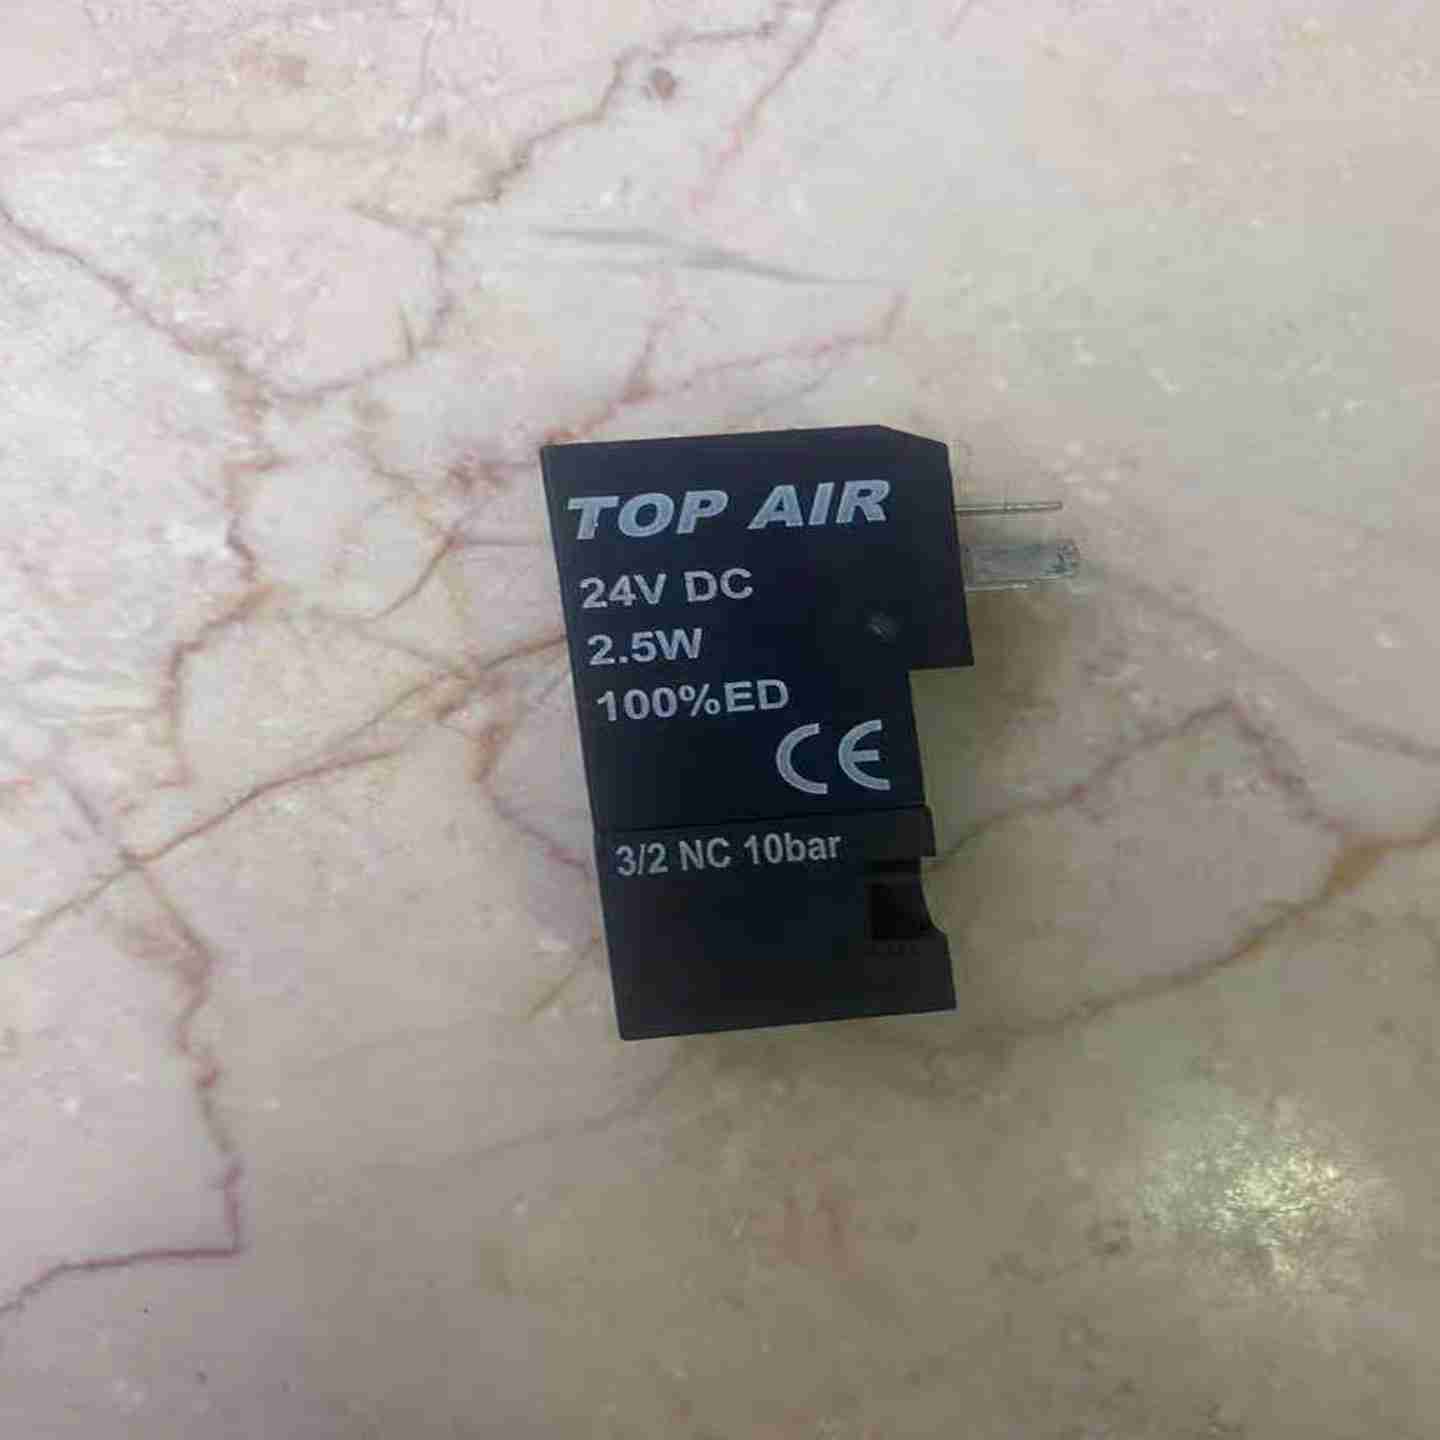 TOP AIR
24V DC
2.5W
100%ED
CE
3/2 NC 10bar